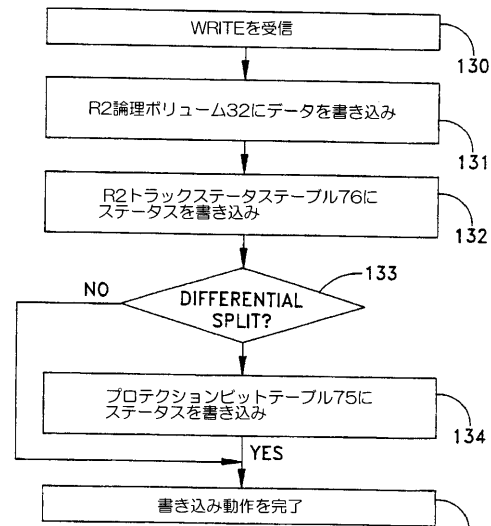 WRITEを受信
130
R2論理ボリューム32にデータを書き込み
131
R2トラックステータステーブル76に
ステータスを書き込み
132
133
NO
DIFFERENTIAL
SPLIT?
プロテクションビットテーブル75に
ステータスを書き込み
134
YES
書き込み動作を完了